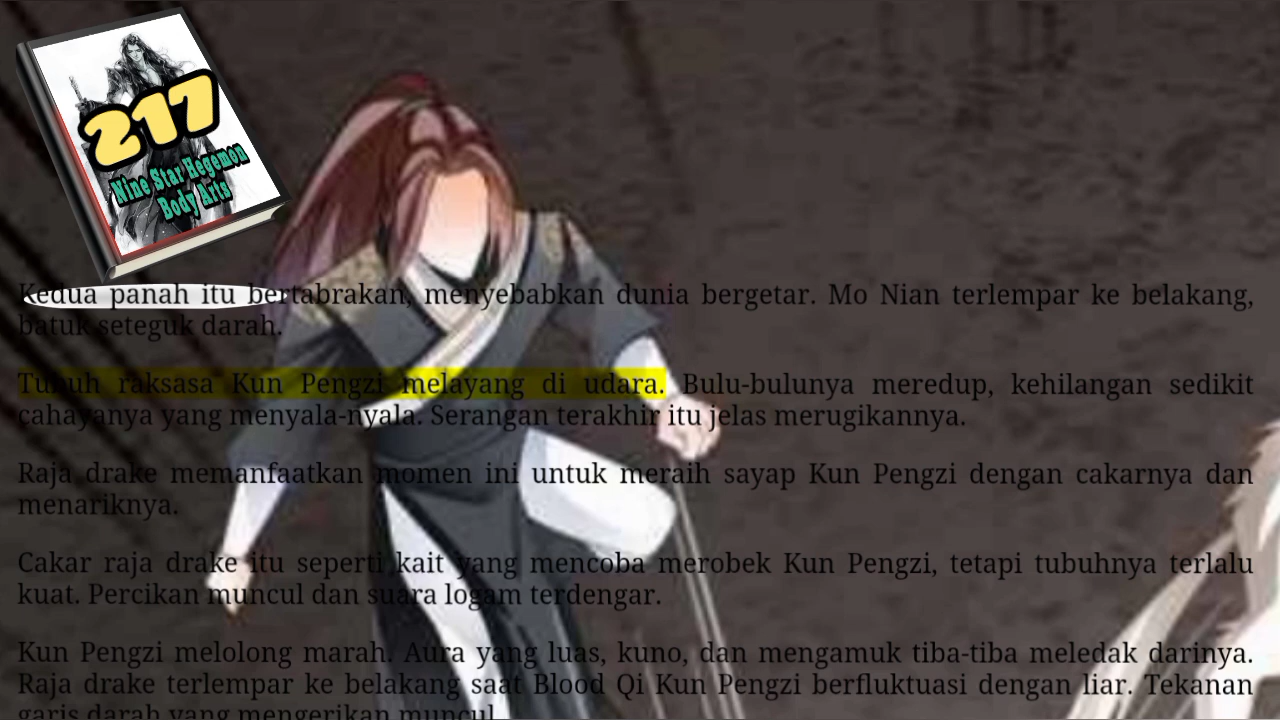 217
Nine Star Hegemon
Body Arts
Kedua panah itu bertabrakan, menyebabkan dunia bergetar. Mo Nian terlempar ke belakang,
batuk seteguk darah.
Tubuh raksasa Kun Pengzi melayang di udara. Bulu-bulunya meredup, kehilangan sedikit
cahayanya yang menyala-nyala. Serangan terakhir itu jelas merugikannya.
Raja drake memanfaatkan momen ini untuk meraih sayap Kun Pengzi dengan cakarnya dan
menariknya.
Cakar raja drake itu seperti kait yang mencoba merobek Kun Pengzi, tetapi tubuhnya terlalu
kuat. Percikan muncul dan suara logam terdengar.
Kun Pengzi melolong marah. Aura yang luas, kuno, dan mengamuk tiba-tiba meledak darinya.
Raja drake terlempar ke belakang saat Blood Qi Kun Pengzi berfluktuasi dengan liar. Tekanan
garis darah yang mengerikan muncul.